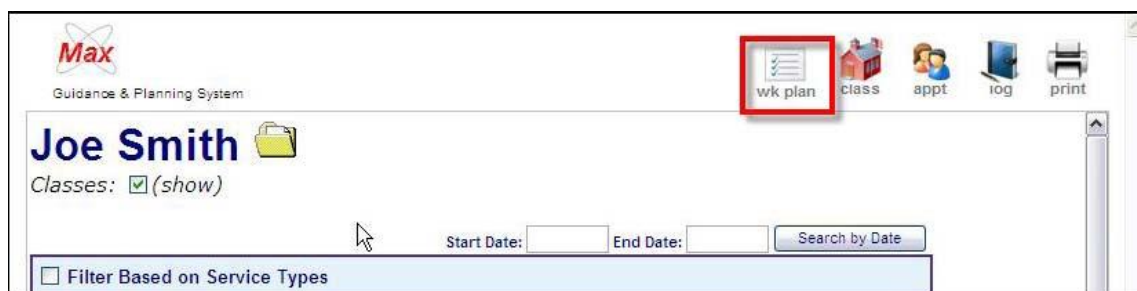 Max
Guidance & Planning System
wk plan class appt log print
Joe Smith
Classes: (show)
Start Date: End Date: Search by Date
Filter Based on Service Types